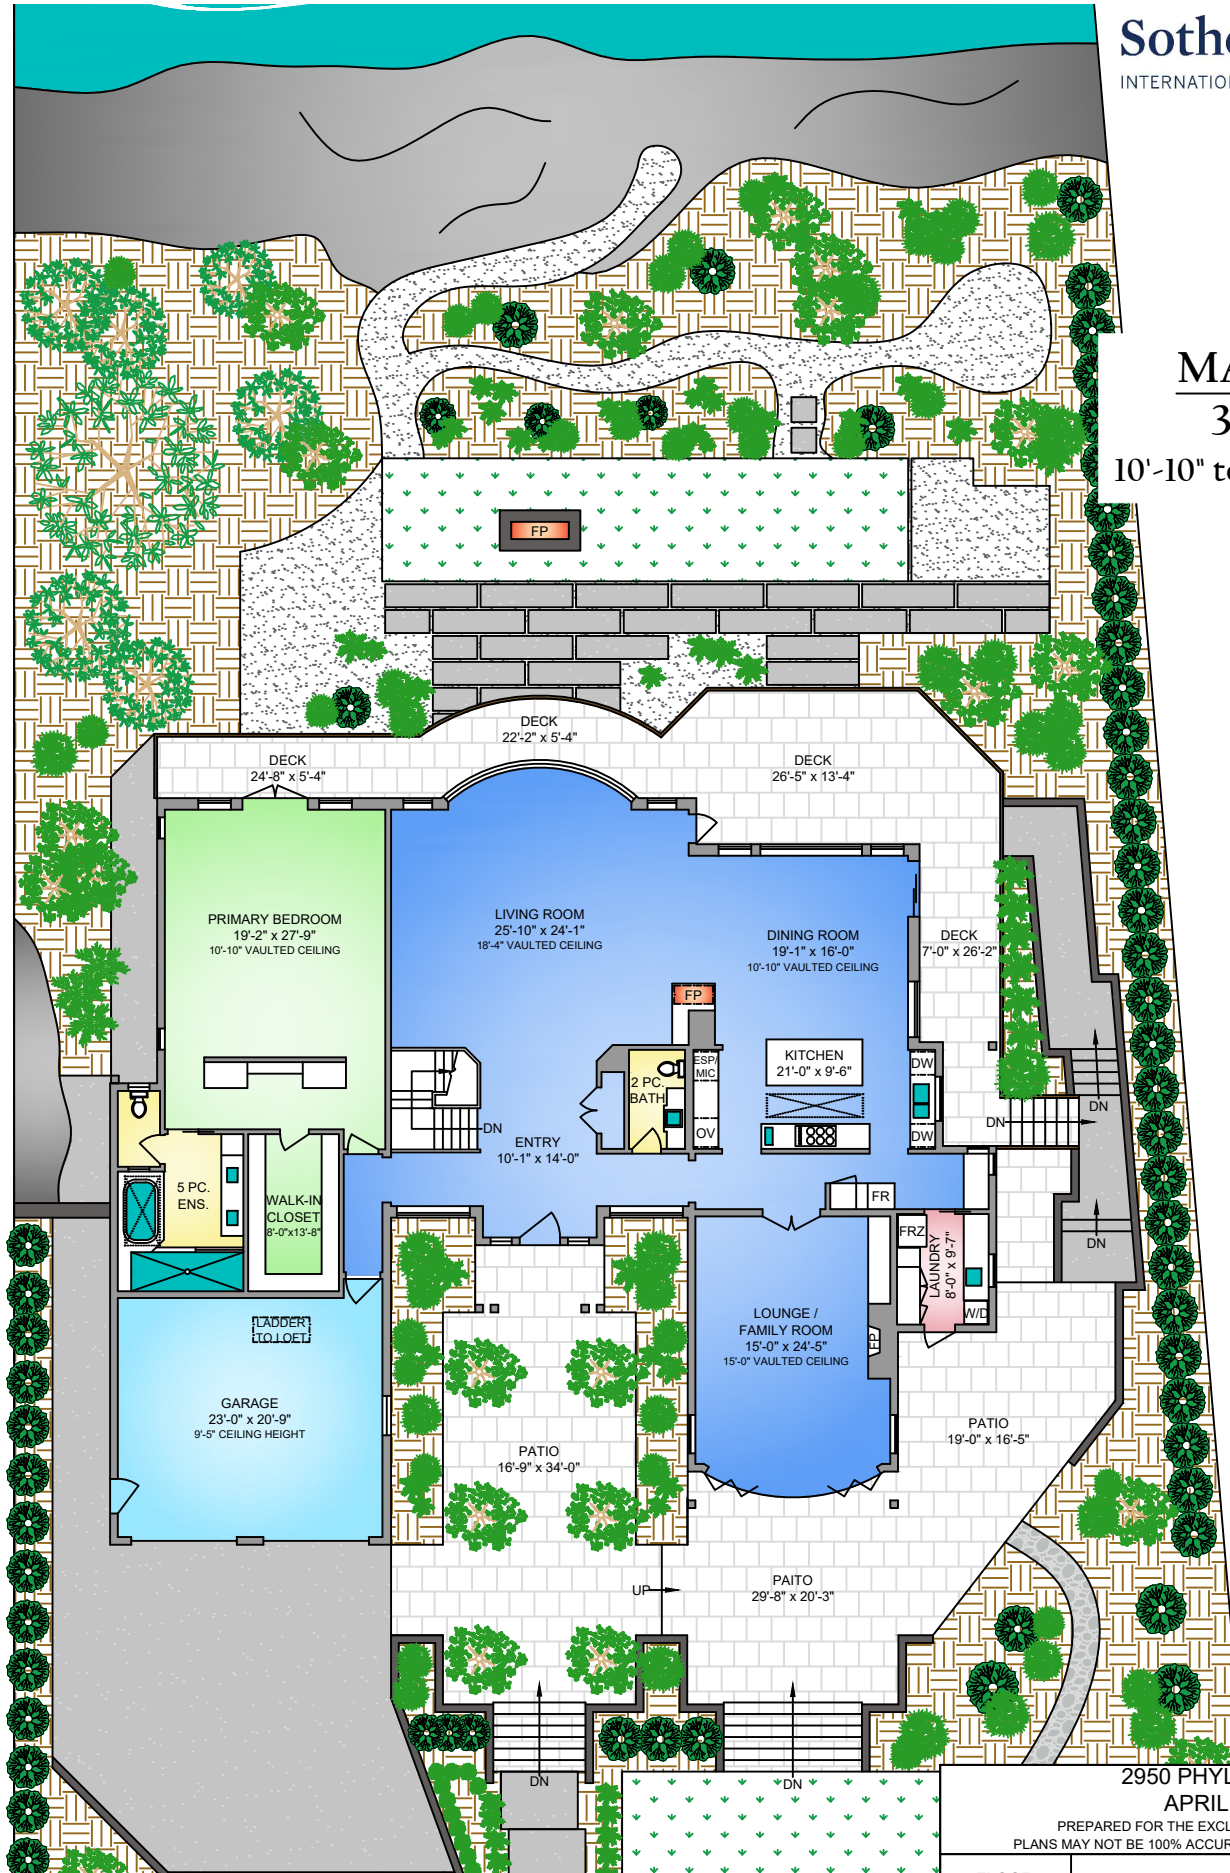 INTERNATIO
10'-10" to
FP
DECK
22'-2" x 5'-4"
DECK
24'-8" x 5'-4"
DECK
26'-5" x 13'-4"
PRIMARY BEDROOM
19'-2" x 27'-9"
10'-10" VAULTED CEILING
LIVING ROOM
25'-10" x 24'-1"
18'-4" VAULTED CEILING
DINING ROOM
19'-1" x 16'-0"
10'-10" VAULTED CEILING
DECK
7'-0" x 26'-2"
FP
ESP/
MIC
OV
KITCHEN
21'-0" x 9'-6"
DW
DW
2 PC.
BATH
DN
ENTRY
10'-1" x 14'-0"
DN
DN
DN
5 PC.
ENS.
WALK-IN
CLOSET
8'-0"x13'-8"
FR
FRZ
LAUNDRY
8'-0" x 9'-7"
W/D
LADDER
TO LOFT
LOUNGE /
FAMILY ROOM
15'-0" x 24'-5"
15'-0" VAULTED CEILING
FP
GARAGE
23'-0" x 20'-9"
9'-5" CEILING HEIGHT
PATIO
16'-9" x 34'-0"
PATIO
19'-0" x 16'-5"
UP
PAITO
29'-8" x 20'-3"
DN
DN
2950 PHYL
APRIL
PREPARED FOR THE EXCL
PLANS MAY NOT BE 100% ACCUR